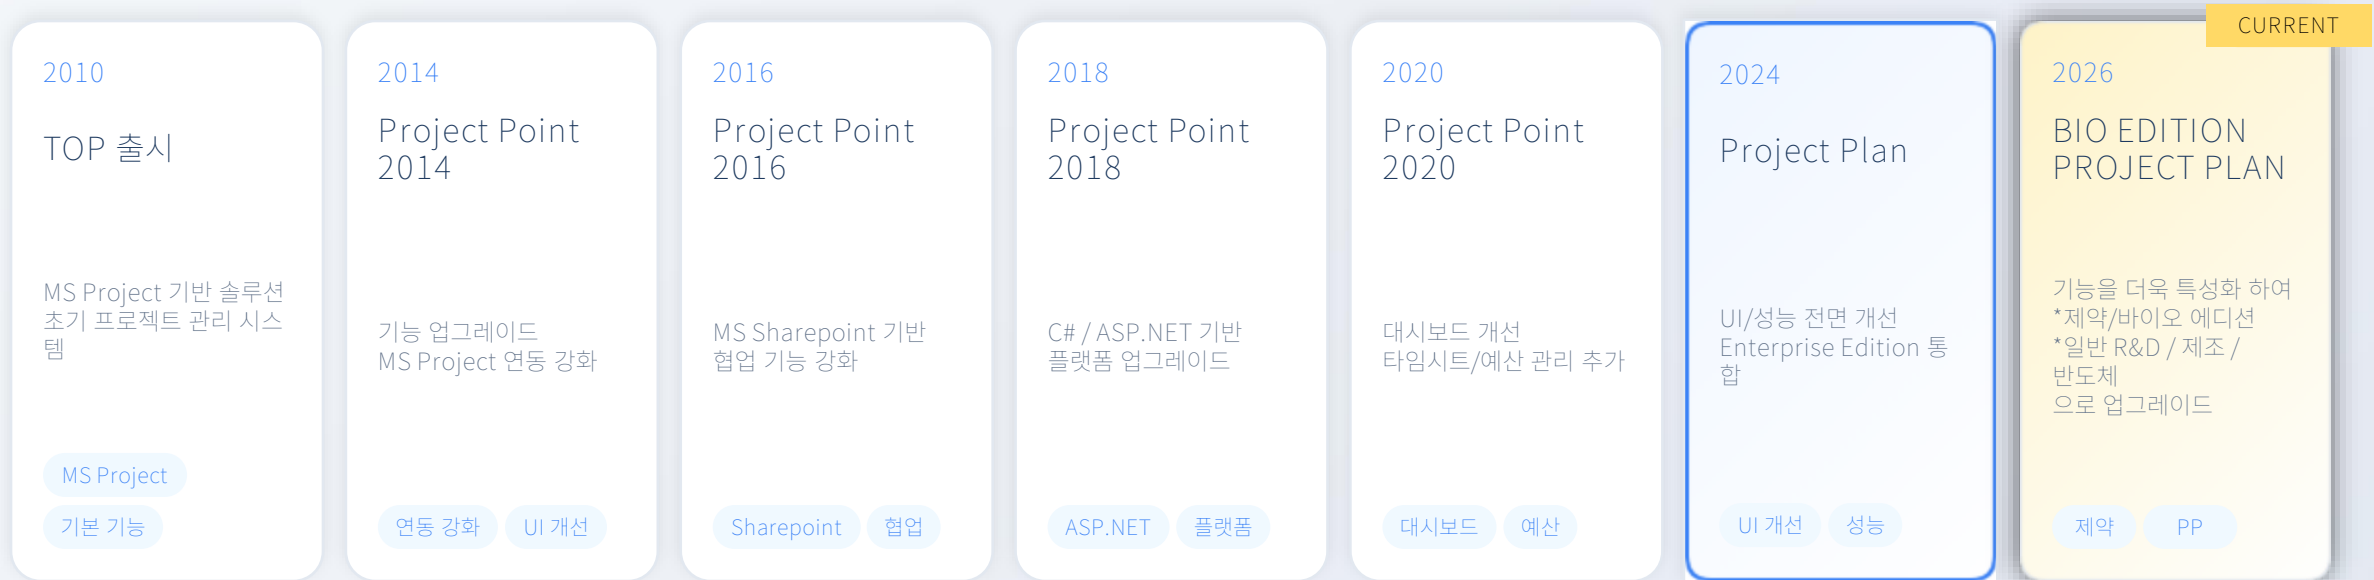 2010
TOP 출시
MS Project 기반 솔루션
초기 프로젝트 관리 시스
템
MS Project
기본 기능
2014
Project Point
2014
기능 업그레이드
MS Project 연동 강화
연동 강화
UI 개선
2016
Project Point
2016
MS Sharepoint 기반
협업 기능 강화
Sharepoint
협업
2018
Project Point
2018
C# / ASP.NET 기반
플랫폼 업그레이드
ASP.NET
플랫폼
2020
Project Point
2020
대시보드 개선
타임시트/예산 관리 추가
대시보드
예산
2024
Project Plan
UI/성능 전면 개선
Enterprise Edition 통
합
UI 개선
성능
CURRENT
2026
BIO EDITION
PROJECT PLAN
기능을 더욱 특성화 하여
*제약/바이오 에디션
*일반 R&D / 제조 /
반도체
으로 업그레이드
제약
PP